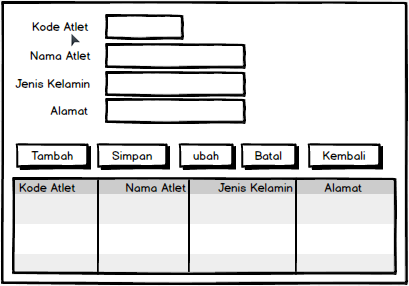 Kode Atlet
Nama Atlet
Jenis Kelamin
Alamat
Tambah Simpan ubah Batal Kembali
Kode Atlet Nama Atlet Jenis Kelamin Alamat